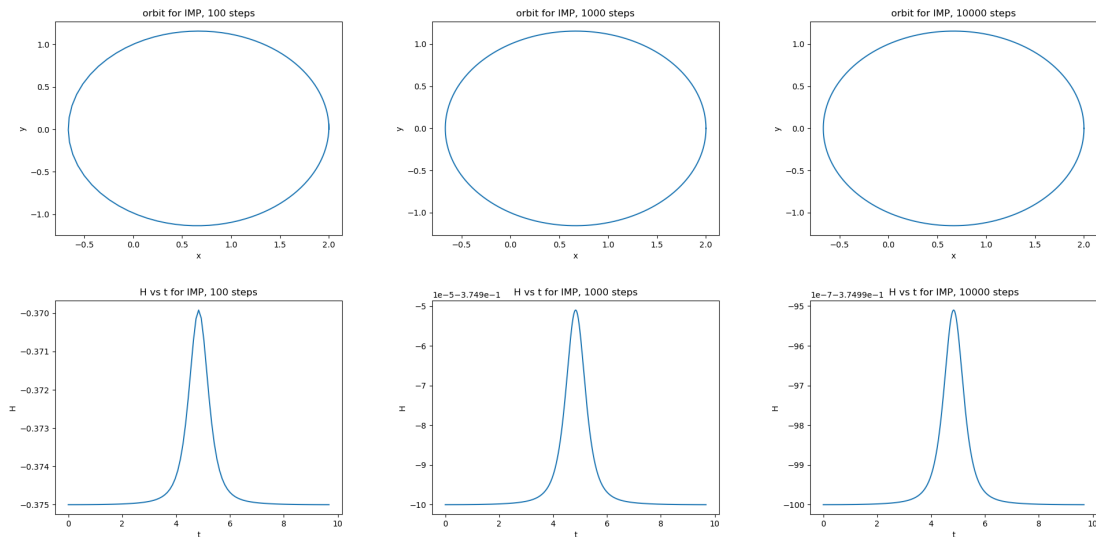 orbit for IMP, 100 steps
1.0
0.5
0.0
−0.5
−1.0
y
−0.5 0.0 0.5 1.0 1.5 2.0
x
orbit for IMP, 1000 steps
1.0
0.5
0.0
−0.5
−1.0
y
−0.5 0.0 0.5 1.0 1.5 2.0
x
orbit for IMP, 10000 steps
1.0
0.5
0.0
−0.5
−1.0
y
−0.5 0.0 0.5 1.0 1.5 2.0
x
H vs t for IMP, 100 steps
−0.370
−0.371
−0.372
−0.373
−0.374
−0.375
H
0 2 4 6 8 10
t
1e−5−3.749e−1 H vs t for IMP, 1000 steps
−5
−6
−7
−8
−9
−10
H
0 2 4 6 8 10
t
1e−7−3.7499e−1 H vs t for IMP, 10000 steps
−95
−96
−97
−98
−99
−100
H
0 2 4 6 8 10
t